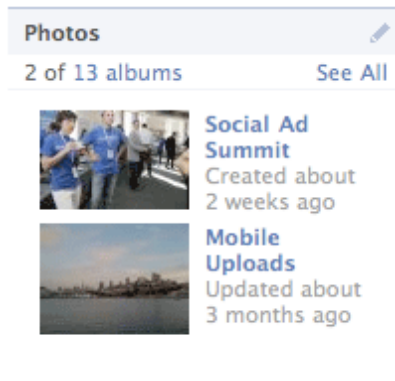 Photos
2 of 13 albums See All
Social Ad
Summit
Created about
2 weeks ago
Mobile
Uploads
Updated about
3 months ago